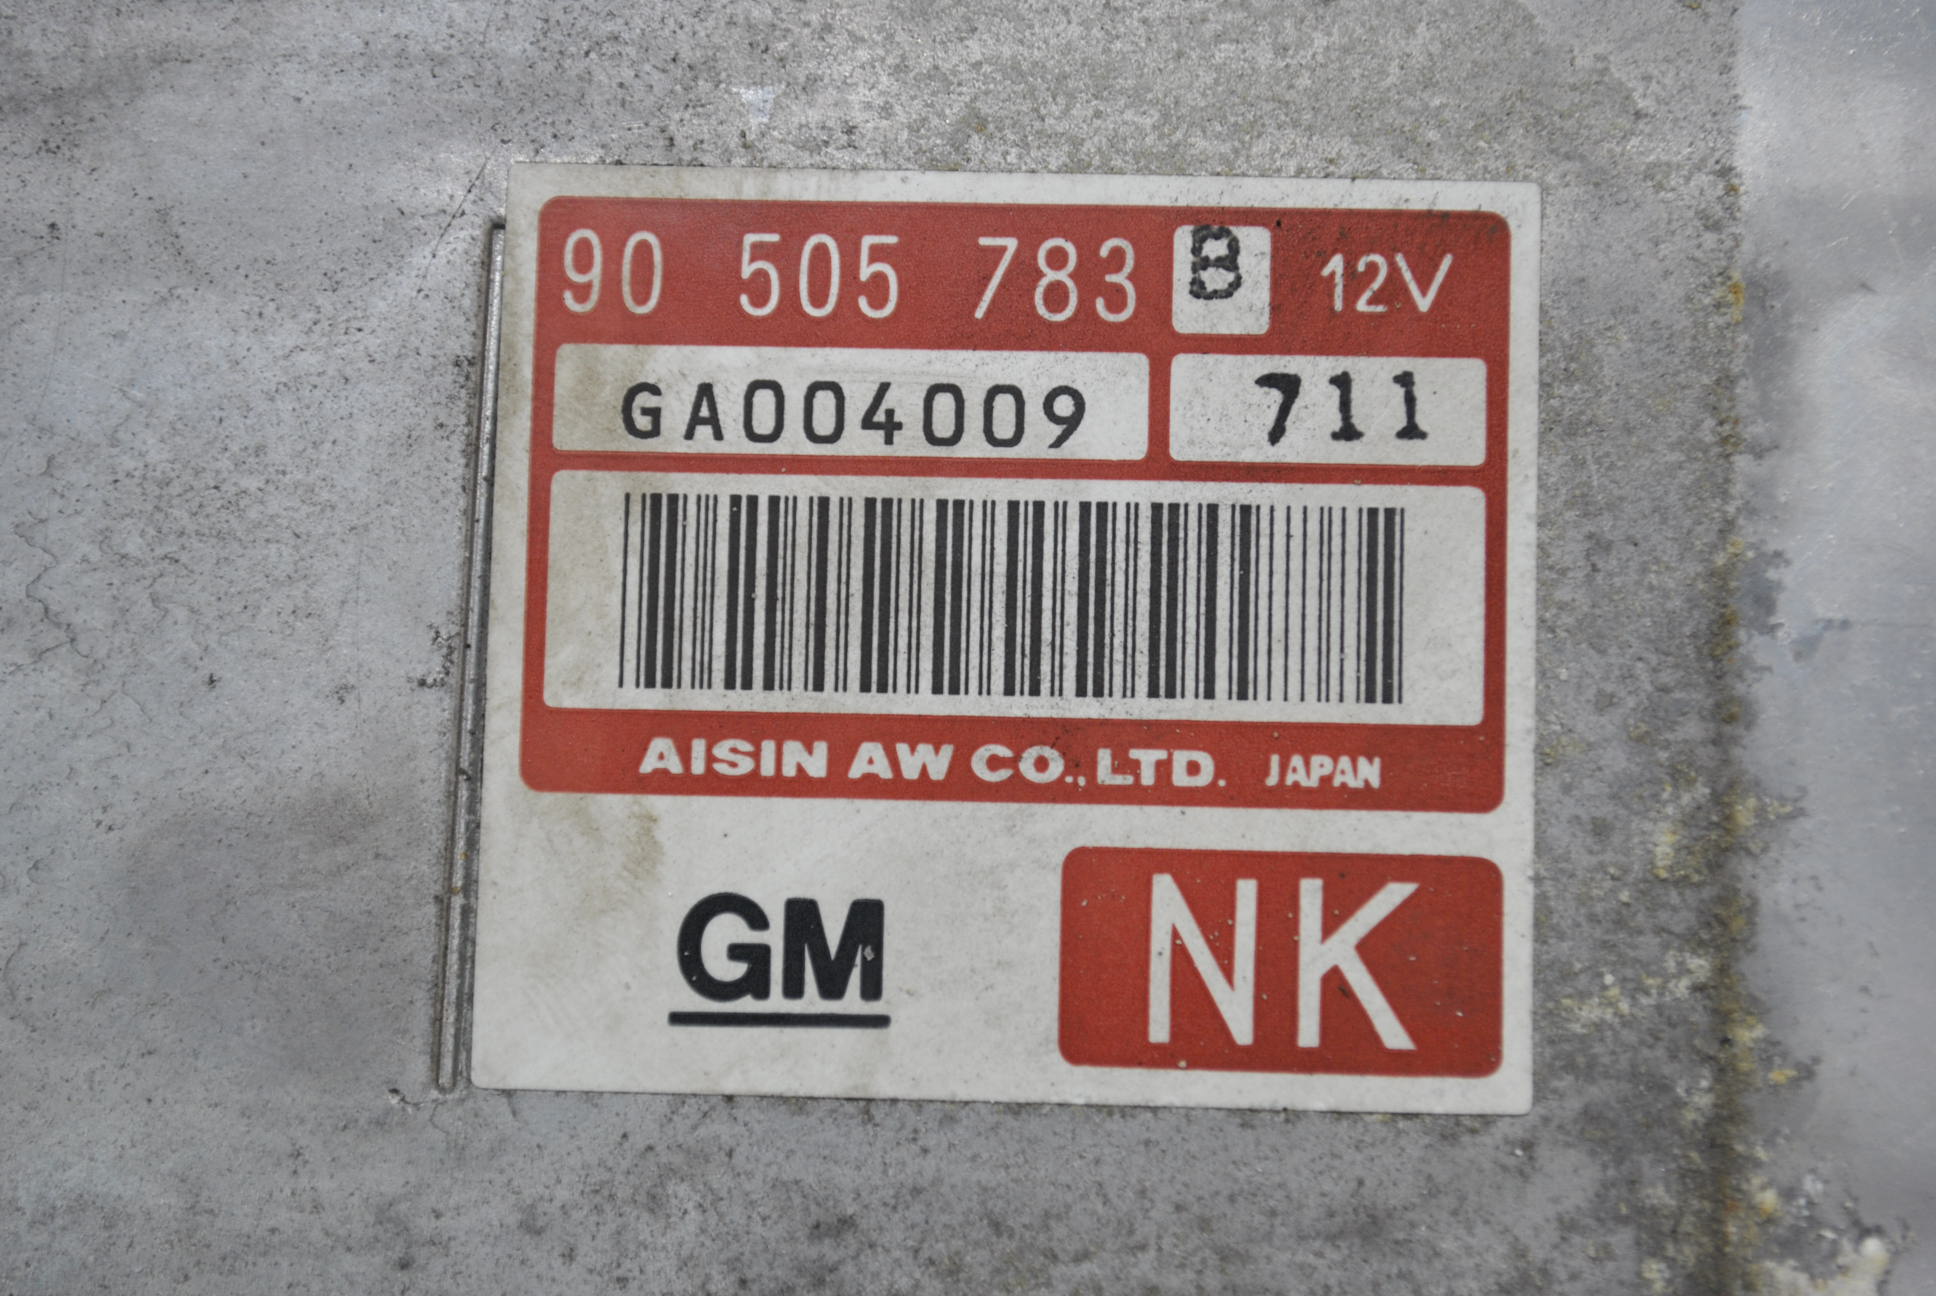 90 505 783 B 12V
GA004009 711
AISIN AW CO., LTD. JAPAN
GM NK